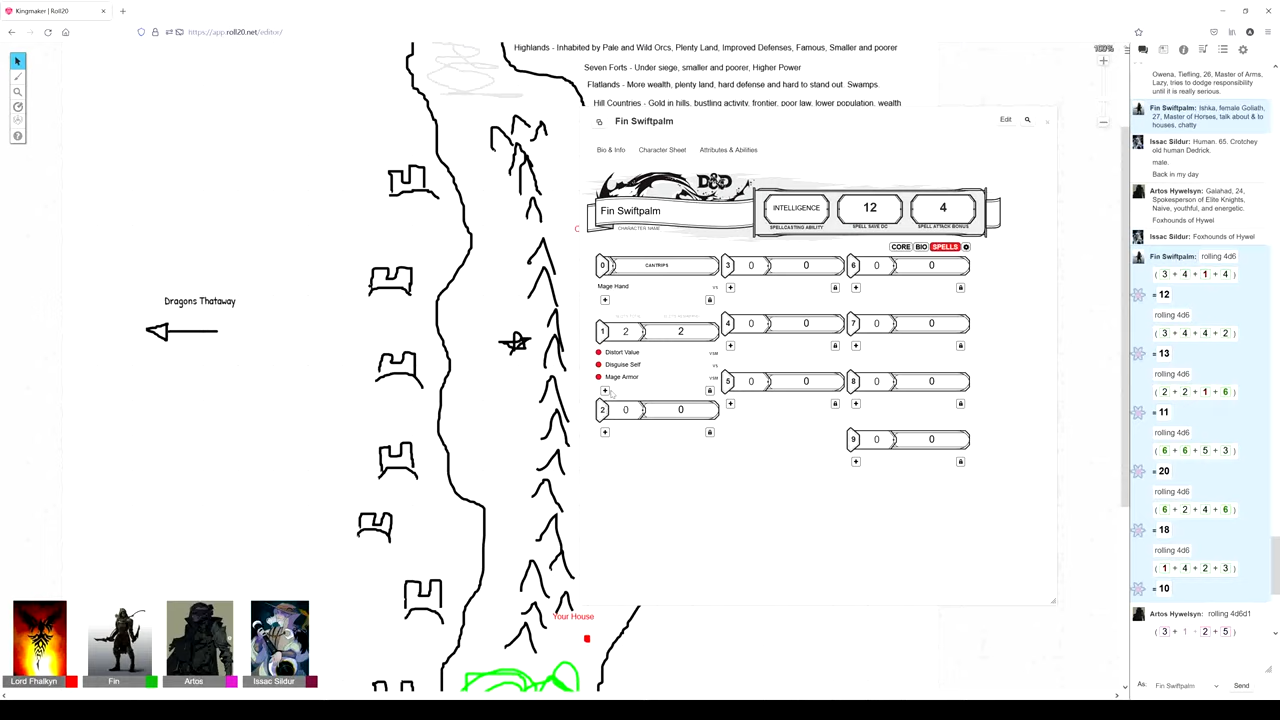 Kingmaker | Roll20
https://app.roll20.net/editor/
Highlands - Inhabited by Pale and Wild Orcs, Plenty Land, Improved Defenses, Famous, Smaller and poorer
Seven Forts - Under siege, smaller and poorer, Higher Power
Flatlands - More wealth, plenty land, hard defense and hard to stand out Swamps.
Hill Countries - Gold in hills, bustling activity, frontier, poor law, lower population, wealth
100%
Fin Swiftpalm
Edit
Bio & Info
Character Sheet
Attributes & Abilities
D&D
Fin Swiftpalm
CHARACTER NAME
INTELLIGENCE
SPELLCASTING ABILITY
12
SPELL SAVE DC
4
SPELL ATTACK BONUS
CORE BIO SPELLS
0 CANTRIPS
Mage Hand VS
1 2 2
Distort Value VSM
Disguise Self VS
Mage Armor VSM
2 0 0
3 0 0
4 0 0
5 0 0
6 0 0
7 0 0
8 0 0
9 0 0
Dragons Thataway
Your House
Lord Fhalkyn
Fin
Artos
Issac Sildur
Owena, Tiefling, 26, Master of Arms,
Lazy, tries to dodge responsibility
until it is really serious.
Fin Swiftpalm: Ishka, female Goliath,
27, Master of Horses, talk about & to
houses, chatty
Issac Sildur: Human. 65. Crotchey
old human Dedrick.
male.
Back in my day
Artos Hywelsyn: Galahad, 24,
Spokesperson of Elite Knights,
Naive, youthful, and energetic.
Foxhounds of Hywel
Issac Sildur: Foxhounds of Hywel
Fin Swiftpalm: rolling 4d6
( 3 + 4 + 1 + 4 )
= 12
rolling 4d6
( 3 + 4 + 4 + 2 )
= 13
rolling 4d6
( 2 + 2 + 1 + 6 )
= 11
rolling 4d6
( 6 + 6 + 5 + 3 )
= 20
rolling 4d6
( 6 + 2 + 4 + 6 )
= 18
rolling 4d6
( 1 + 4 + 2 + 3 )
= 10
Artos Hywelsyn: rolling 4d6d1
( 3 + 1 + 2 + 5 )
As: Fin Swiftpalm Send